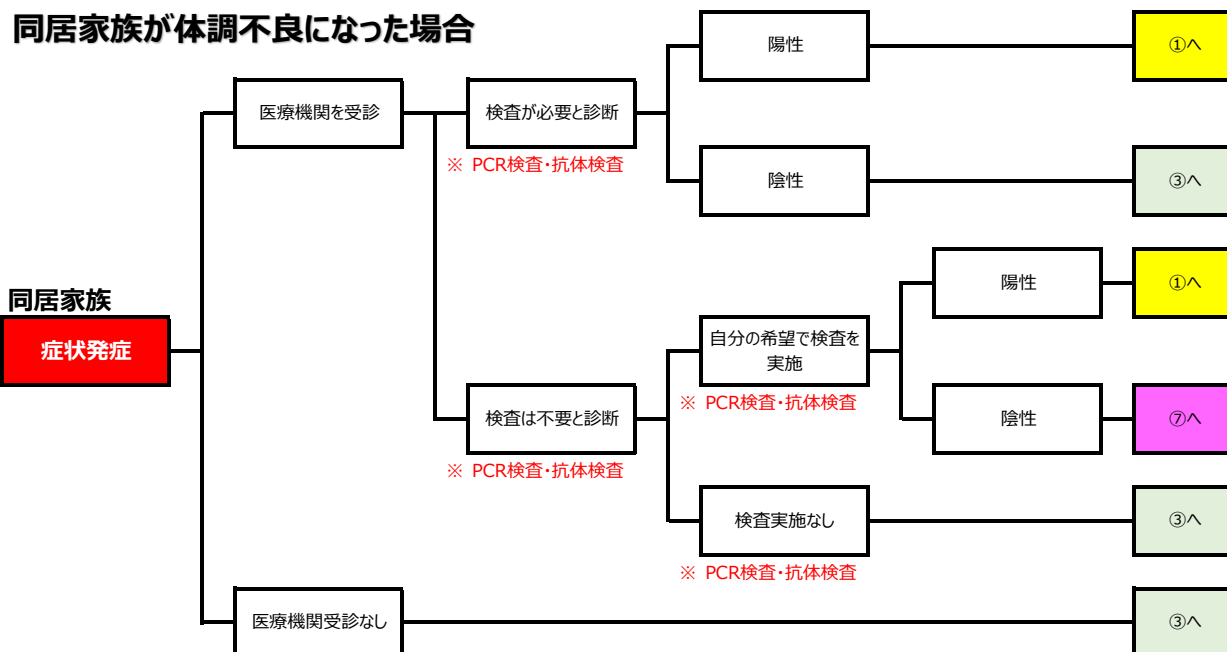 同居家族が体調不良になった場合
陽性
①へ
医療機関を受診
検査が必要と診断
※ PCR検査・抗体検査
陰性
③へ
陽性
①へ
同居家族
症状発症
自分の希望で検査を
実施
※ PCR検査・抗体検査
検査は不要と診断
※ PCR検査・抗体検査
陰性
⑦へ
検査実施なし
※ PCR検査・抗体検査
③へ
医療機関受診なし
③へ